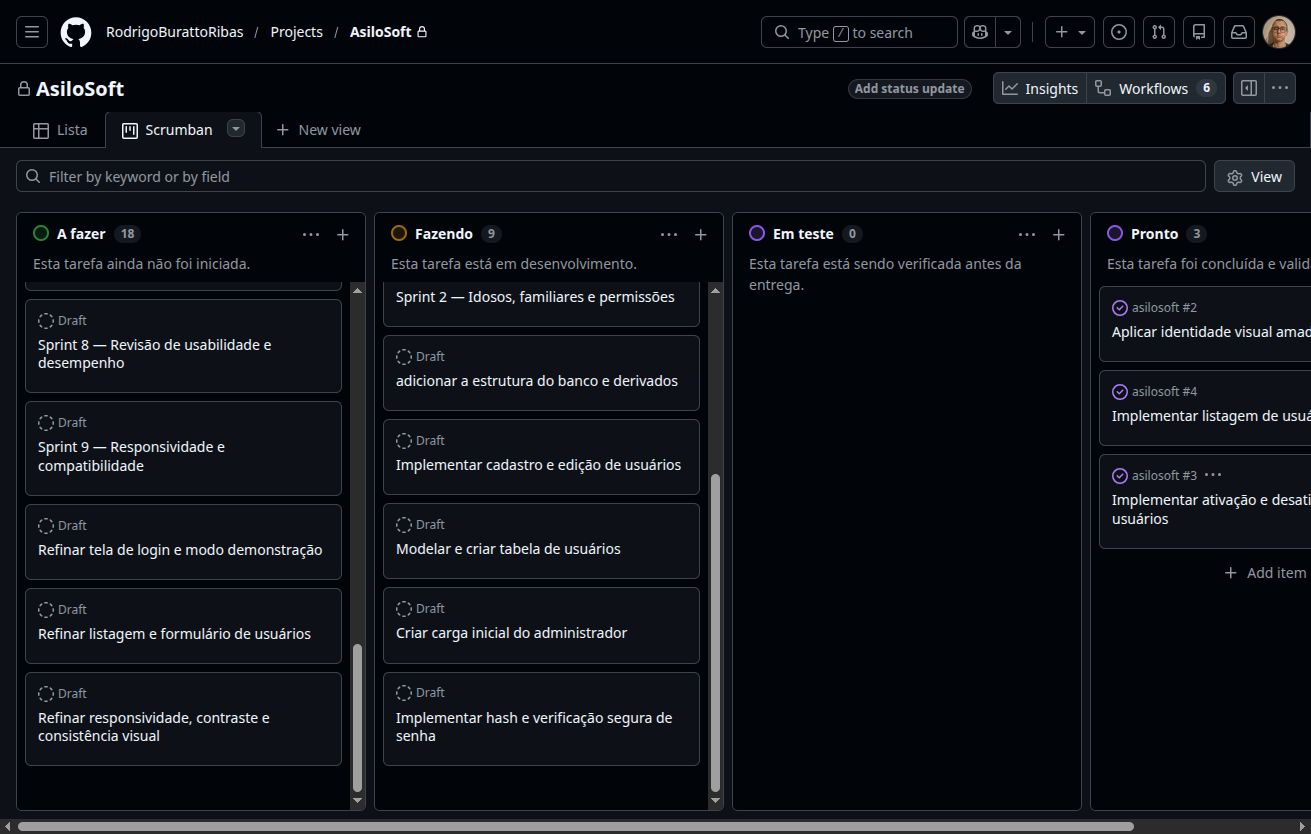 RodrigoBurattoRibas / Projects / AsiloSoft
Type / to search
AsiloSoft
Add status update
Insights
Workflows 6
Lista
Scrumban
New view
Filter by keyword or by field
View
A fazer 18
Esta tarefa ainda não foi iniciada.
Draft
Sprint 8 — Revisão de usabilidade e
desempenho
Draft
Sprint 9 — Responsividade e
compatibilidade
Draft
Refinar tela de login e modo demonstração
Draft
Refinar listagem e formulário de usuários
Draft
Refinar responsividade, contraste e
consistência visual
Fazendo 9
Esta tarefa está em desenvolvimento.
Sprint 2 — Idosos, familiares e permissões
Draft
adicionar a estrutura do banco e derivados
Draft
Implementar cadastro e edição de usuários
Draft
Modelar e criar tabela de usuários
Draft
Criar carga inicial do administrador
Draft
Implementar hash e verificação segura de
senha
Em teste 0
Esta tarefa está sendo verificada antes da
entrega.
Pronto 3
Esta tarefa foi concluída e valid
asilosoft #2
Aplicar identidade visual amad
asilosoft #4
Implementar listagem de usuá
asilosoft #3
Implementar ativação e desati
usuários
Add item